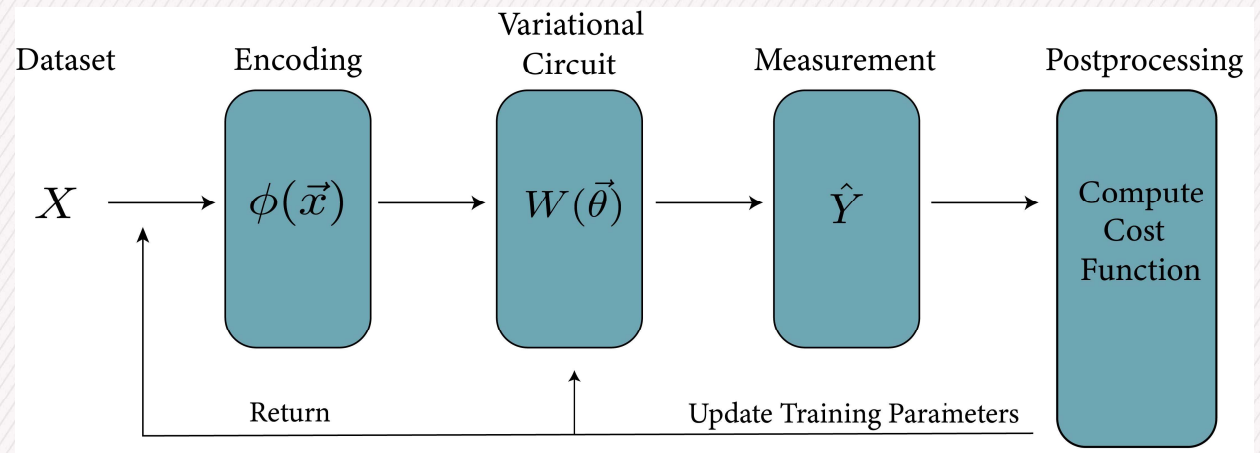 Dataset
Encoding
Variational
Circuit
Measurement
Postprocessing
X
ϕ(x⃗)
W(θ⃗)
Ŷ
Compute
Cost
Function
Return
Update Training Parameters